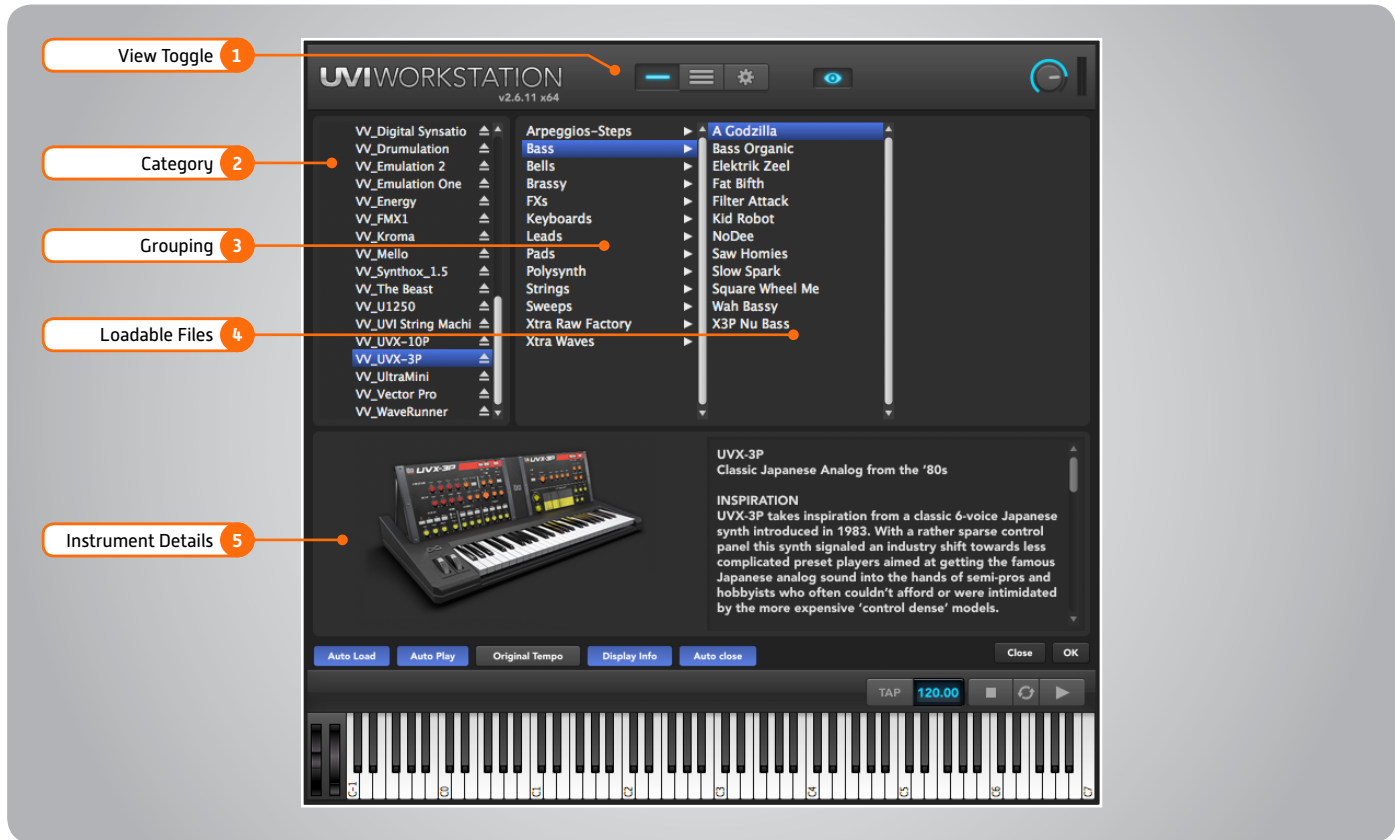 View Toggle 1
Category 2
Grouping 3
Loadable Files 4
Instrument Details 5
UVIWORKSTATION
v2.6.11 x64
VV_Digital Synsatio
VV_Drumulation
VV_Emulation 2
VV_Emulation One
VV_Energy
VV_FMX1
VV_Kroma
VV_Mello
VV_Synthox_1.5
VV_The Beast
VV_U1250
VV_UVI String Machi
VV_UVX-10P
VV_UVX-3P
VV_UltraMini
VV_Vector Pro
VV_WaveRunner
Arpeggios-Steps
Bass
Bells
Brassy
FXs
Keyboards
Leads
Pads
Polysynth
Strings
Sweeps
Xtra Raw Factory
Xtra Waves
A Godzilla
Bass Organic
Elektrik Zeel
Fat Bifth
Filter Attack
Kid Robot
NoDee
Saw Homies
Slow Spark
Square Wheel Me
Wah Bassy
X3P Nu Bass
UVX-3P
UVX-3P
Classic Japanese Analog from the '80s
INSPIRATION
UVX-3P takes inspiration from a classic 6-voice Japanese
synth introduced in 1983. With a rather sparse control
panel this synth signaled an industry shift towards less
complicated preset players aimed at getting the famous
Japanese analog sound into the hands of semi-pros and
hobbyists who often couldn't afford or were intimidated
by the more expensive 'control dense' models.
Auto Load
Auto Play
Original Tempo
Display Info
Auto close
Close
OK
TAP
120.00
C-1
C0
C1
C2
C3
C4
C5
C6
C7